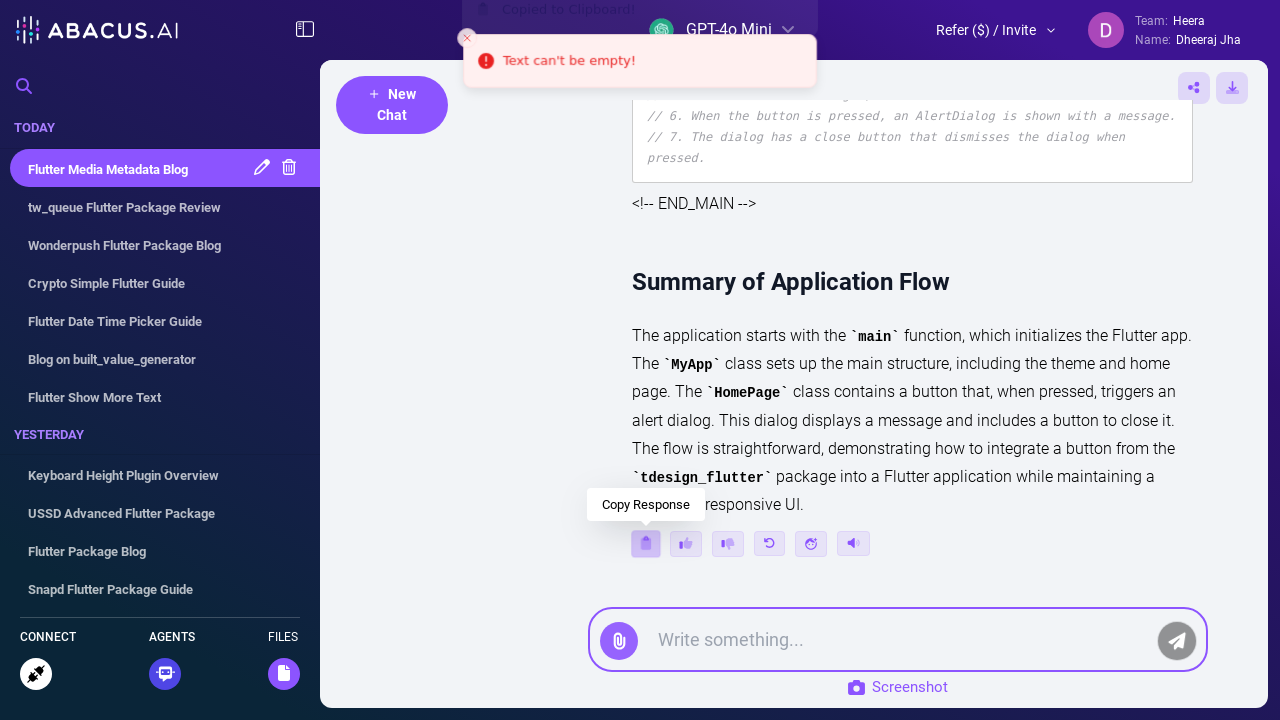 ABACUS.AI
Copied to Clipboard!
GPT-4o Mini
Text can't be empty!
Refer ($) / Invite
D
Team: Heera
Name: Dheeraj Jha
+ New
Chat
TODAY
Flutter Media Metadata Blog
tw_queue Flutter Package Review
Wonderpush Flutter Package Blog
Crypto Simple Flutter Guide
Flutter Date Time Picker Guide
Blog on built_value_generator
Flutter Show More Text
YESTERDAY
Keyboard Height Plugin Overview
USSD Advanced Flutter Package
Flutter Package Blog
Snapd Flutter Package Guide
CONNECT
AGENTS
FILES
// 6. When the button is pressed, an AlertDialog is shown with a message.
// 7. The dialog has a close button that dismisses the dialog when
pressed.
<!-- END_MAIN -->
Summary of Application Flow
The application starts with the `main` function, which initializes the Flutter app.
The `MyApp` class sets up the main structure, including the theme and home
page. The `HomePage` class contains a button that, when pressed, triggers an
alert dialog. This dialog displays a message and includes a button to close it.
The flow is straightforward, demonstrating how to integrate a button from the
`tdesign_flutter` package into a Flutter application while maintaining a
responsive UI.
Copy Response
Write something...
Screenshot